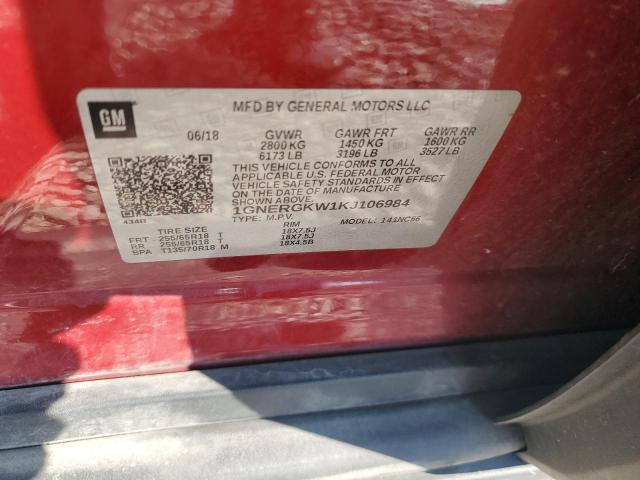 GM
MFD BY GENERAL MOTORS LLC
06/18 GVWR GAWR FRT GAWR RR
2800 KG 1450 KG 1600 KG
6173 LB 3196 LB 3527 LB
THIS VEHICLE CONFORMS TO ALL
APPLICABLE U.S. FEDERAL MOTOR
VEHICLE SAFETY STANDARDS IN EFFECT
ON THE DATE OF MANUFACTURE
SHOWN ABOVE.
1GNERGKW1KJ106984
TYPE: M.P.V. MODEL: 141NC56
434B
TIRE SIZE RIM
FRT 255/65R18 T 18X7.5J
RR 255/65R18 T 18X7.5J
SPA T135/70R18 M 18X4.5B